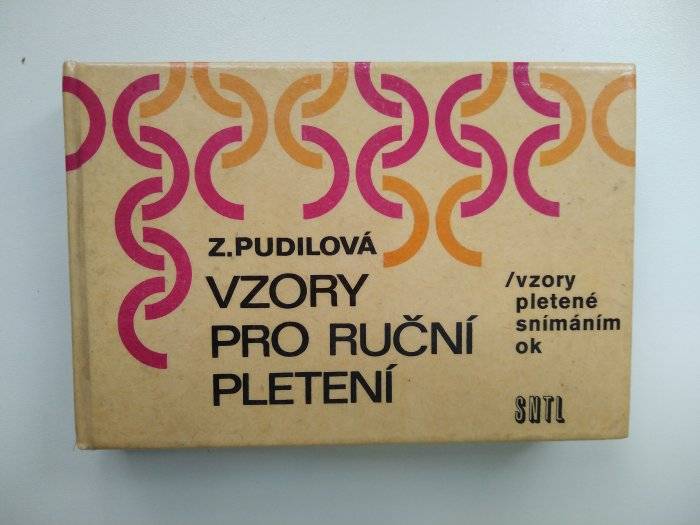 Z.PUDILOVÁ
VZORY
PRO RUČNÍ
PLETENÍ
/vzory
pletené
snímáním
ok
SNTL